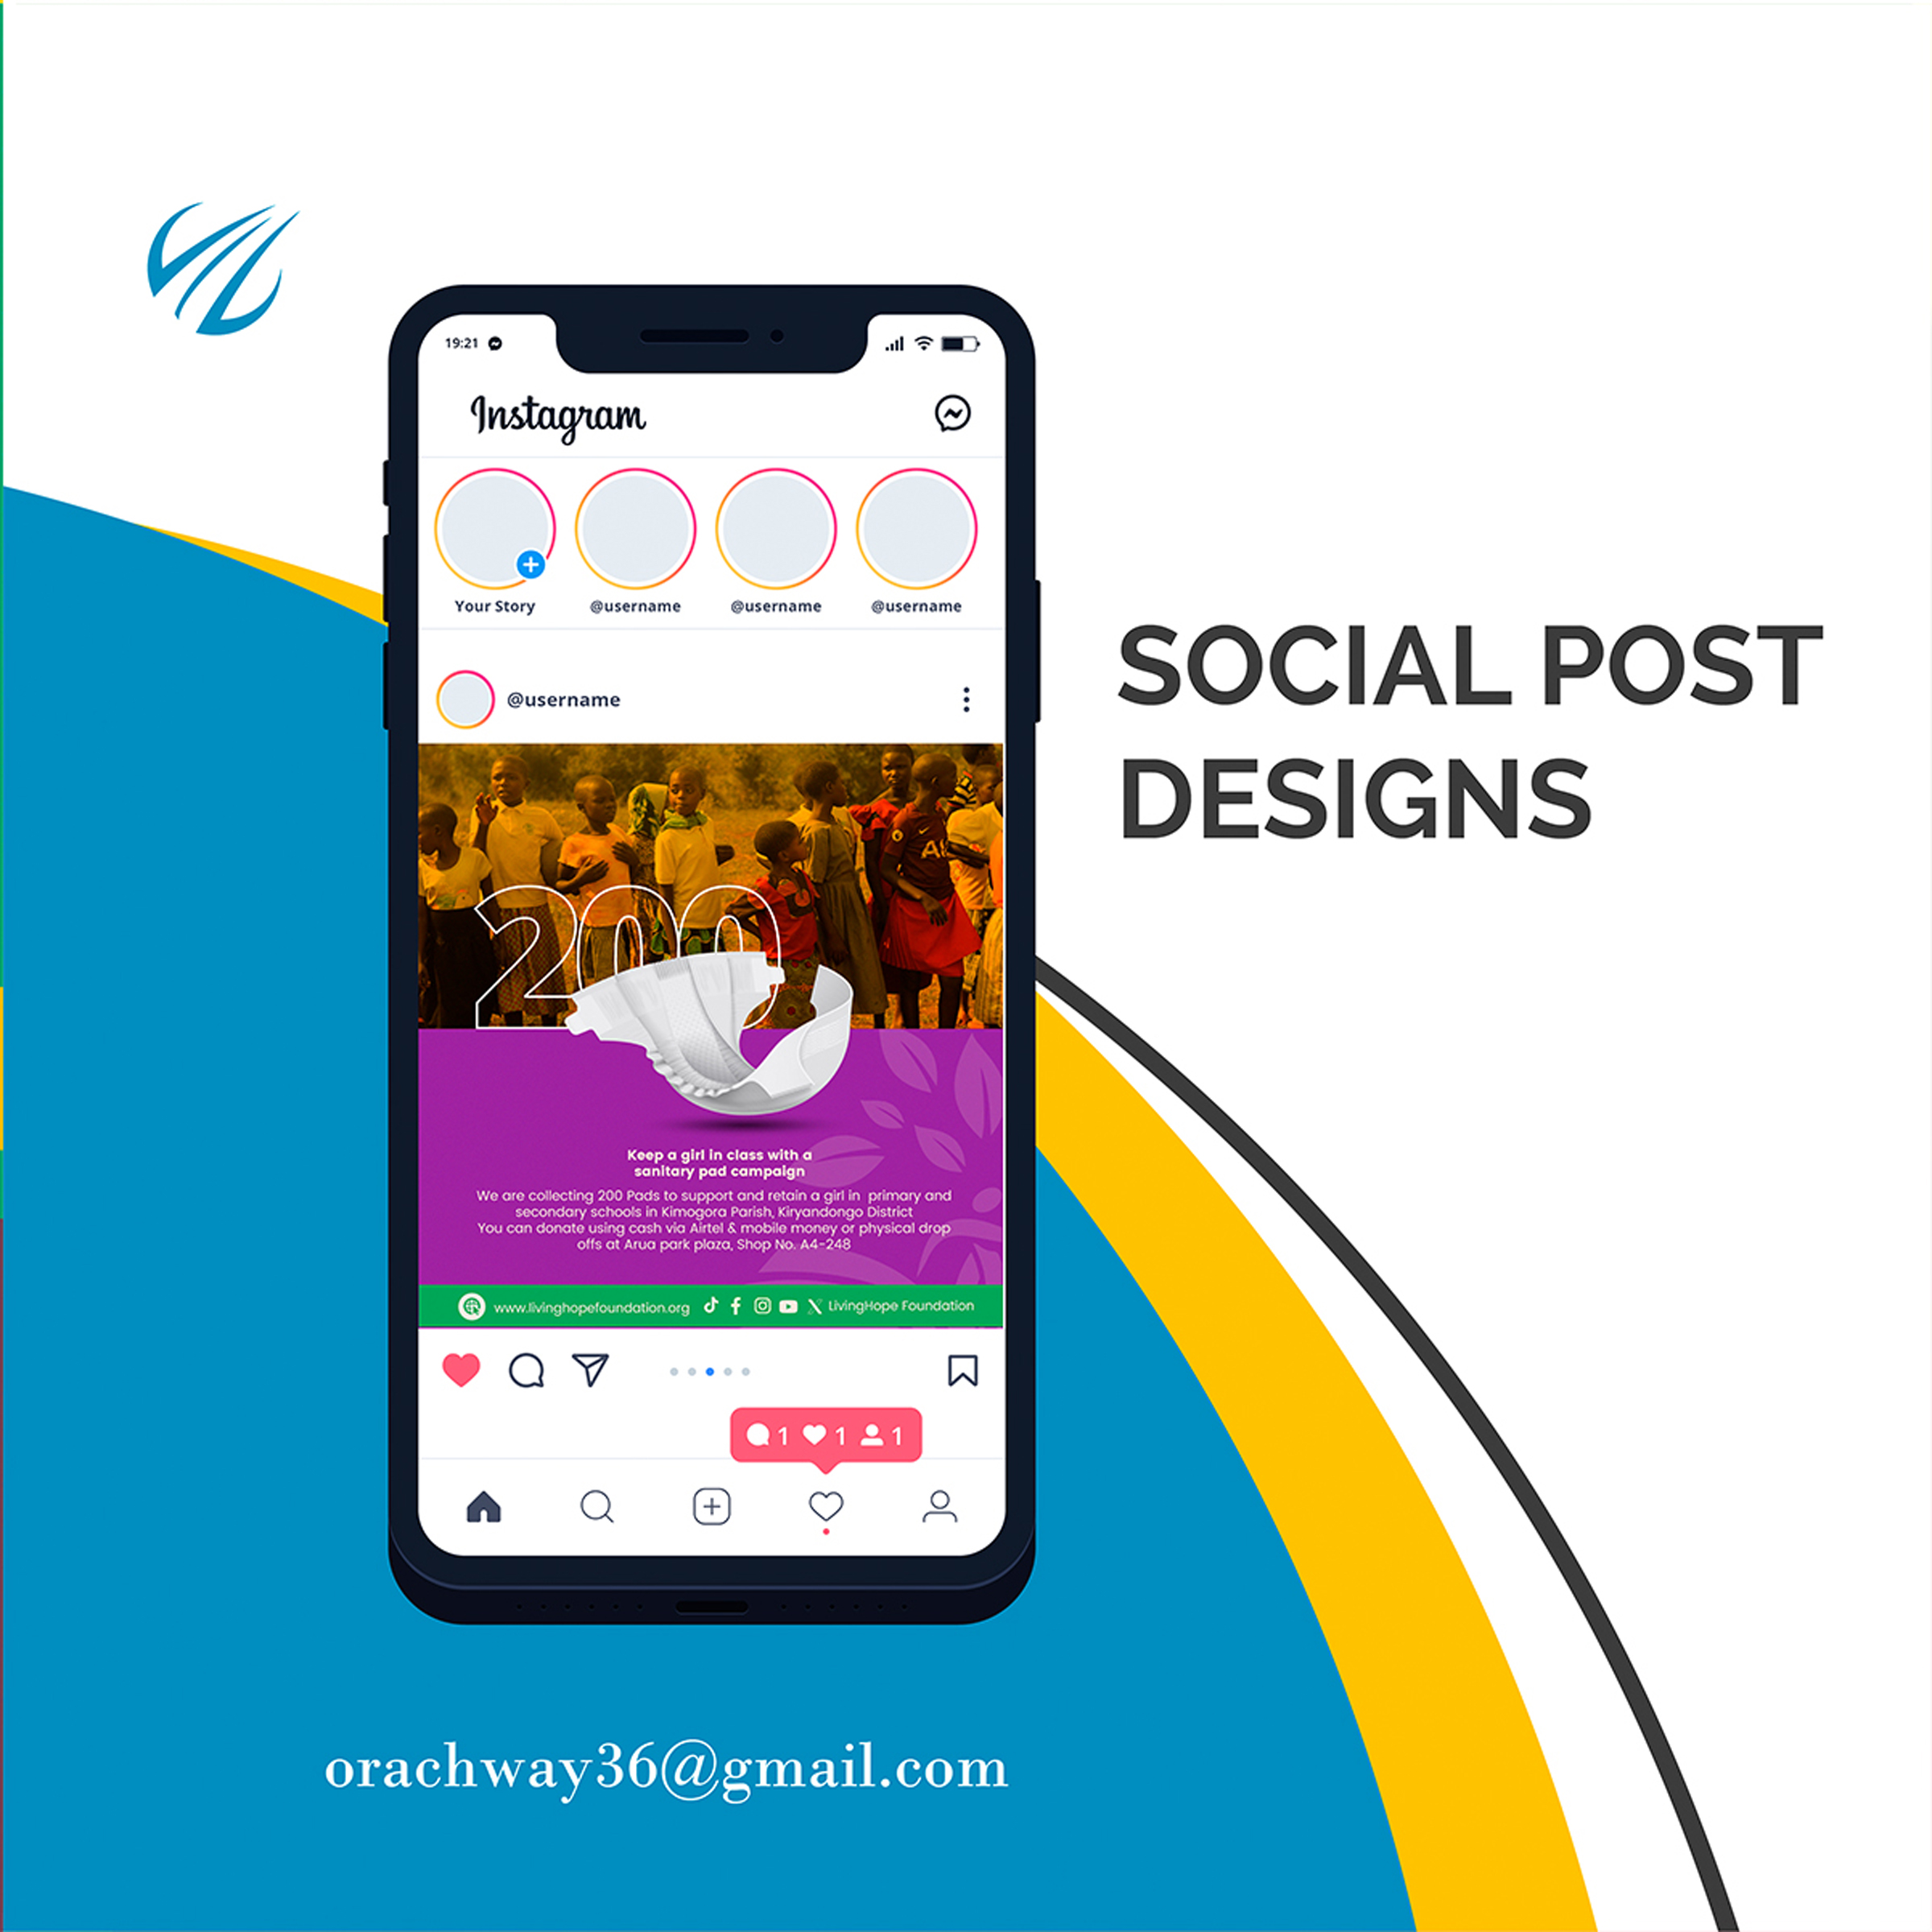 19:21
Instagram
Your Story
@username
@username
@username
@username
SOCIAL POST
DESIGNS
200
Keep a girl in class with a
sanitary pad campaign
We are collecting 200 Pads to support and retain a girl in primary and
secondary schools in Kimogora Parish, Kiryandongo District
You can donate using cash via Airtel & mobile money or physical drop
offs at Arua park plaza, Shop No. A4-248
www.livinghopefoundation.org LivingHope Foundation
1 1 1
orachway36@gmail.com